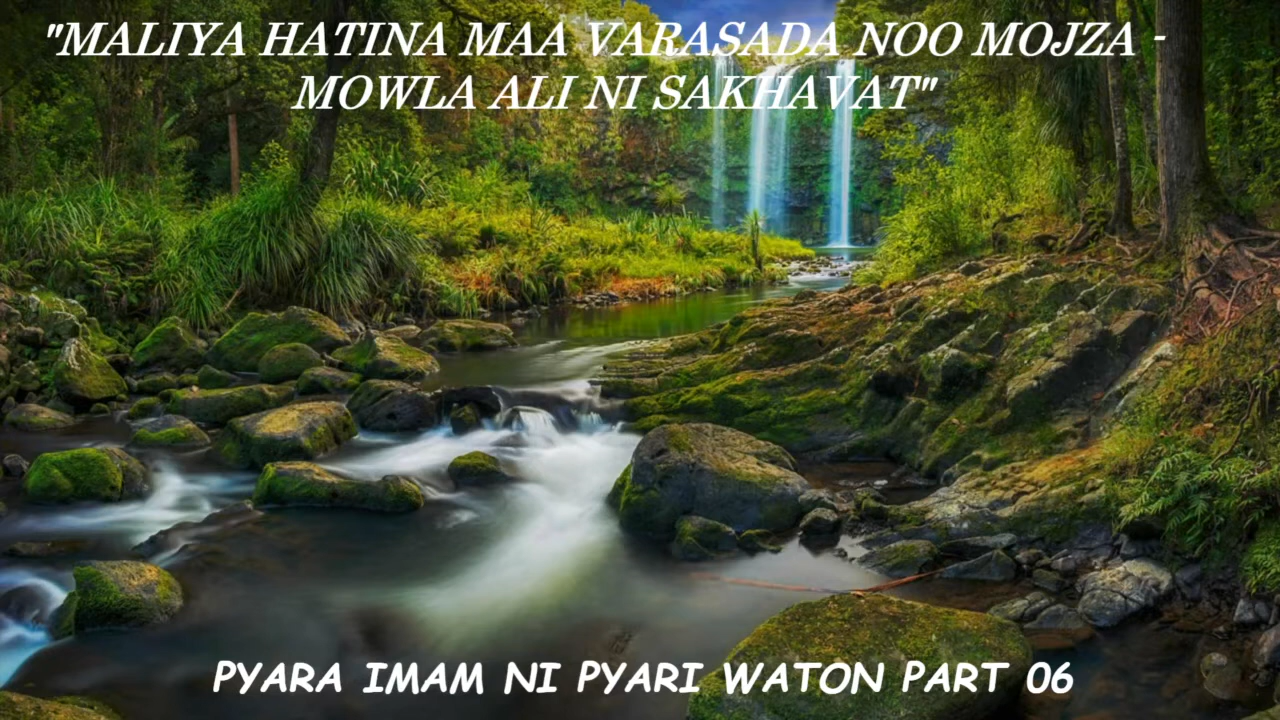 "MALIYA HATINA MAA VARASADA NOO MOJZA -
MOWLA ALI NI SAKHAVAT"
PYARA IMAM NI PYARI WATON PART 06